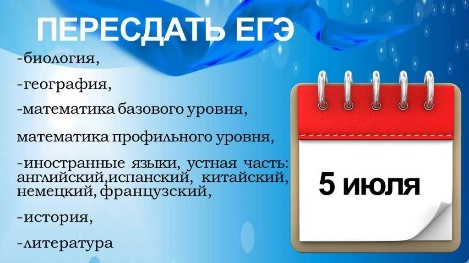 ПЕРЕСДАТЬ ЕГЭ
-биология,
-география,
-математика базового уровня,
математика профильного уровня,
-иностранные языки, устная часть:
английский,испанский, китайский,
немецкий, французский,
-история,
-литература
5 июля